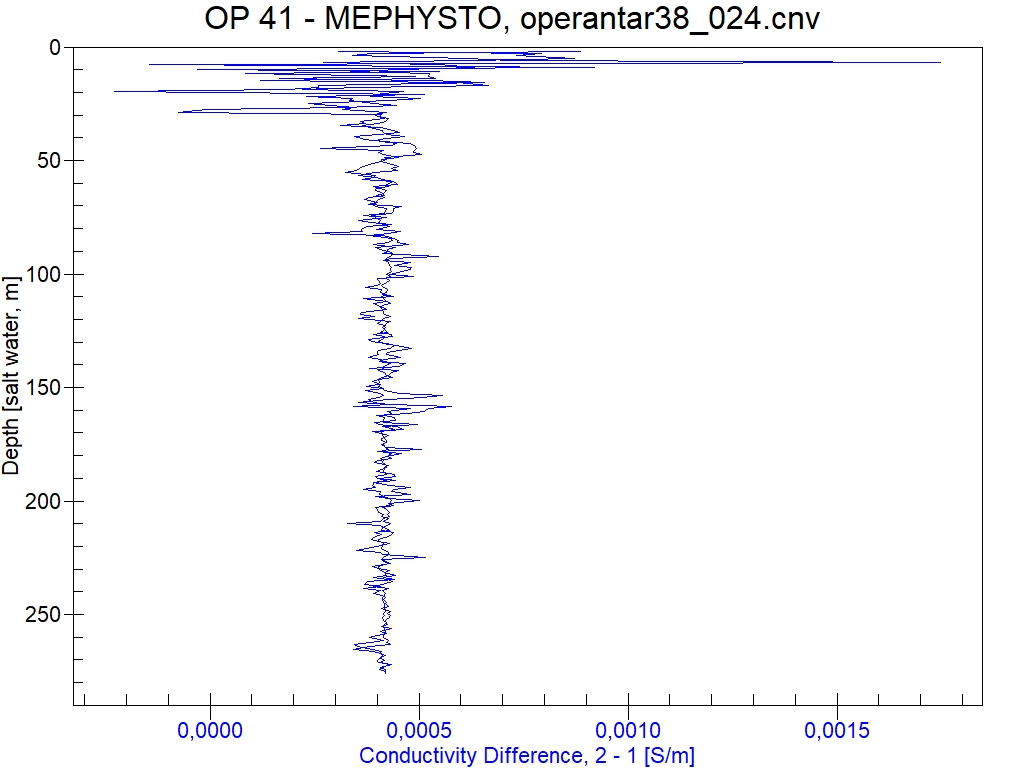 OP 41 - MEPHYSTO, operantar38_024.cnv
0
50
100
150
200
250
Depth [salt water, m]
0,0000 0,0005 0,0010 0,0015
Conductivity Difference, 2 - 1 [S/m]